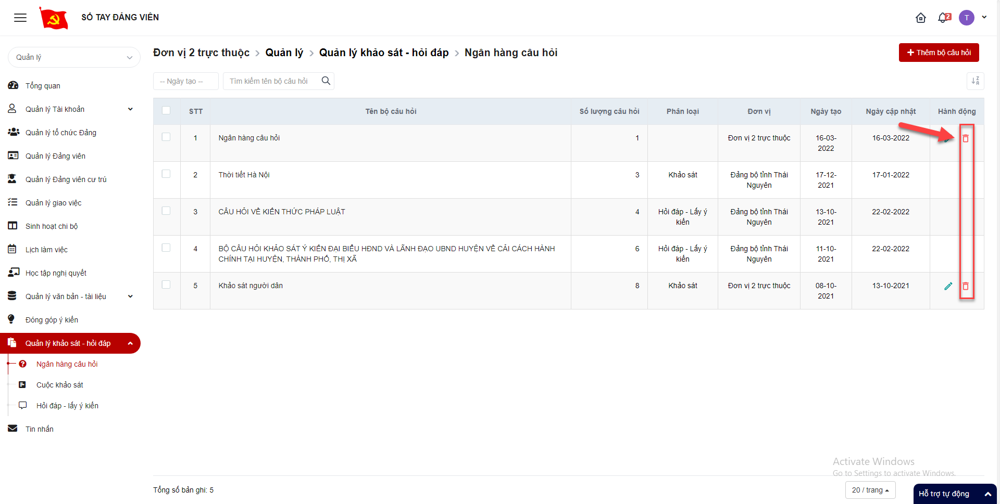 SỔ TAY ĐẢNG VIÊN
2
T
Quản lý
Đơn vị 2 trực thuộc > Quản lý > Quản lý khảo sát - hỏi đáp > Ngân hàng câu hỏi
+ Thêm bộ câu hỏi
-- Ngày tạo --
Tìm kiếm tên bộ câu hỏi
Tổng quan
Quản lý Tài khoản
Quản lý tổ chức Đảng
Quản lý Đảng viên
Quản lý Đảng viên cư trú
Quản lý giao việc
Sinh hoạt chi bộ
Lịch làm việc
Học tập nghị quyết
Quản lý văn bản - tài liệu
Đóng góp ý kiến
Quản lý khảo sát - hỏi đáp
Ngân hàng câu hỏi
Cuộc khảo sát
Hỏi đáp - lấy ý kiến
Tin nhắn
STT Tên bộ câu hỏi Số lượng câu hỏi Phân loại Đơn vị Ngày tạo Ngày cập nhật Hành động
1 Ngân hàng câu hỏi 1 Đơn vị 2 trực thuộc 16-03- 16-03-2022
2022
2 Thời tiết Hà Nội 3 Khảo sát Đảng bộ tỉnh Thái 17-12- 17-01-2022
Nguyên 2021
3 CÂU HỎI VỀ KIẾN THỨC PHÁP LUẬT 4 Hỏi đáp - Lấy ý Đảng bộ tỉnh Thái 13-10- 22-02-2022
kiến Nguyên 2021
4 BỘ CÂU HỎI KHẢO SÁT Ý KIẾN ĐẠI BIỂU HĐND VÀ LÃNH ĐẠO UBND HUYỆN VỀ CẢI CÁCH HÀNH 6 Hỏi đáp - Lấy ý Đảng bộ tỉnh Thái 11-10- 22-02-2022
CHÍNH TẠI HUYỆN, THÀNH PHỐ, THỊ XÃ kiến Nguyên 2021
5 Khảo sát người dân 8 Khảo sát Đơn vị 2 trực thuộc 08-10- 13-10-2021
2021
Activate Windows
Go to Settings to activate Windows.
Tổng số bản ghi: 5
20 / trang
Hỗ trợ tự động